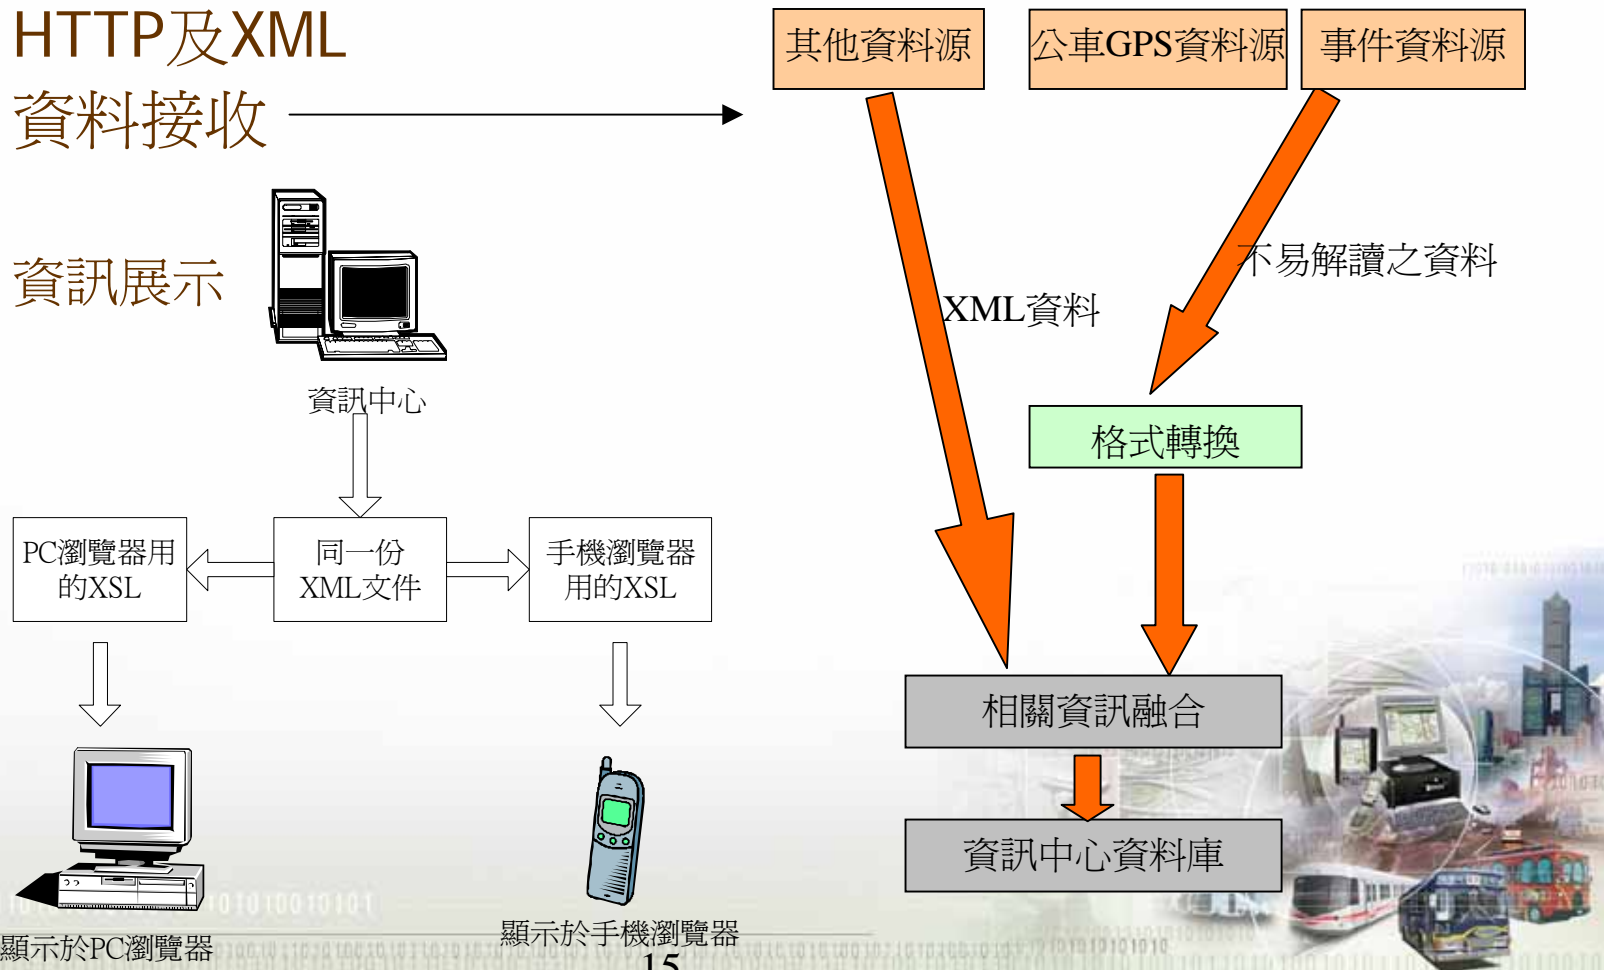 HTTP及XML
資料接收
資訊展示
資訊中心
PC瀏覽器用
的XSL
同一份
XML文件
手機瀏覽器
用的XSL
顯示於PC瀏覽器
顯示於手機瀏覽器
其他資料源
公車GPS資料源
事件資料源
不易解讀之資料
XML資料
格式轉換
相關資訊融合
資訊中心資料庫
15